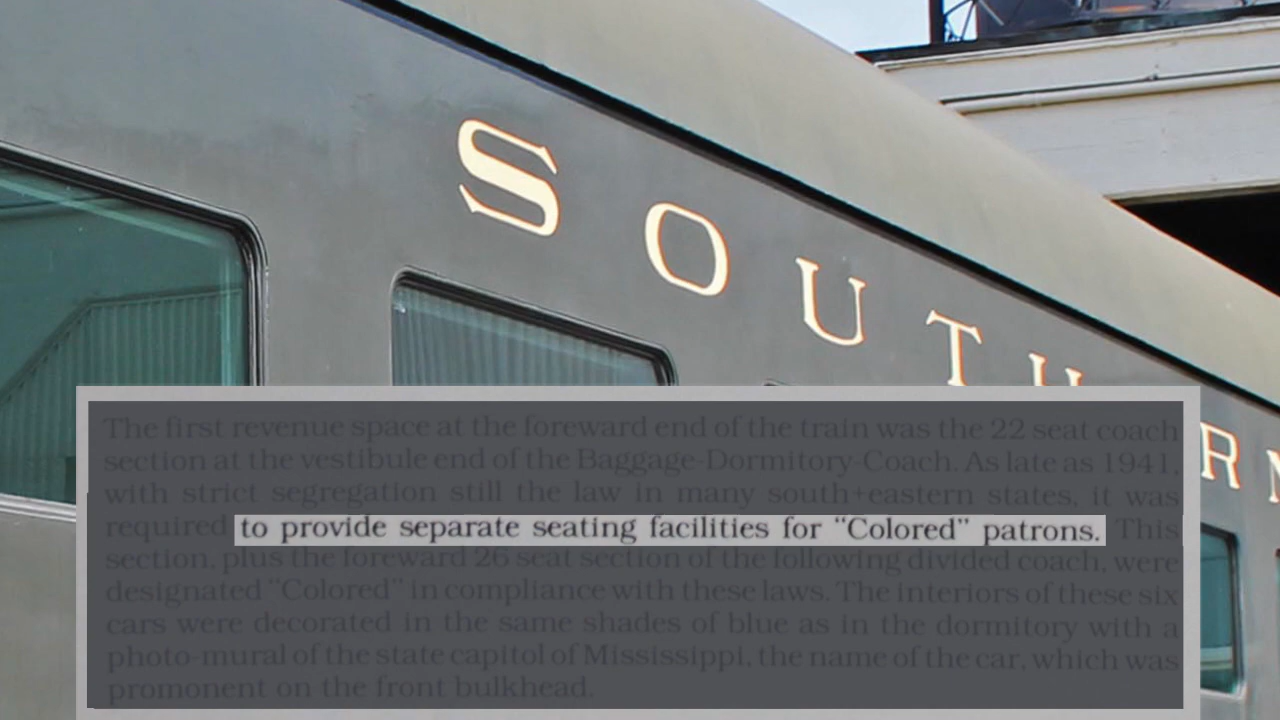 SOUTHERN
The first revenue space at the foreward end of the train was the 22 seat coach
section at the vestibule end of the Baggage-Dormitory-Coach. As late as 1941,
with strict segregation still the law in many south+eastern states, it was
required to provide separate seating facilities for “Colored” patrons. This
section, plus the foreward 26 seat section of the following divided coach, were
designated “Colored” in compliance with these laws. The interiors of these six
cars were decorated in the same shades of blue as in the dormitory with a
photo-mural of the state capitol of Mississippi, the name of the car, which was
promonent on the front bulkhead.